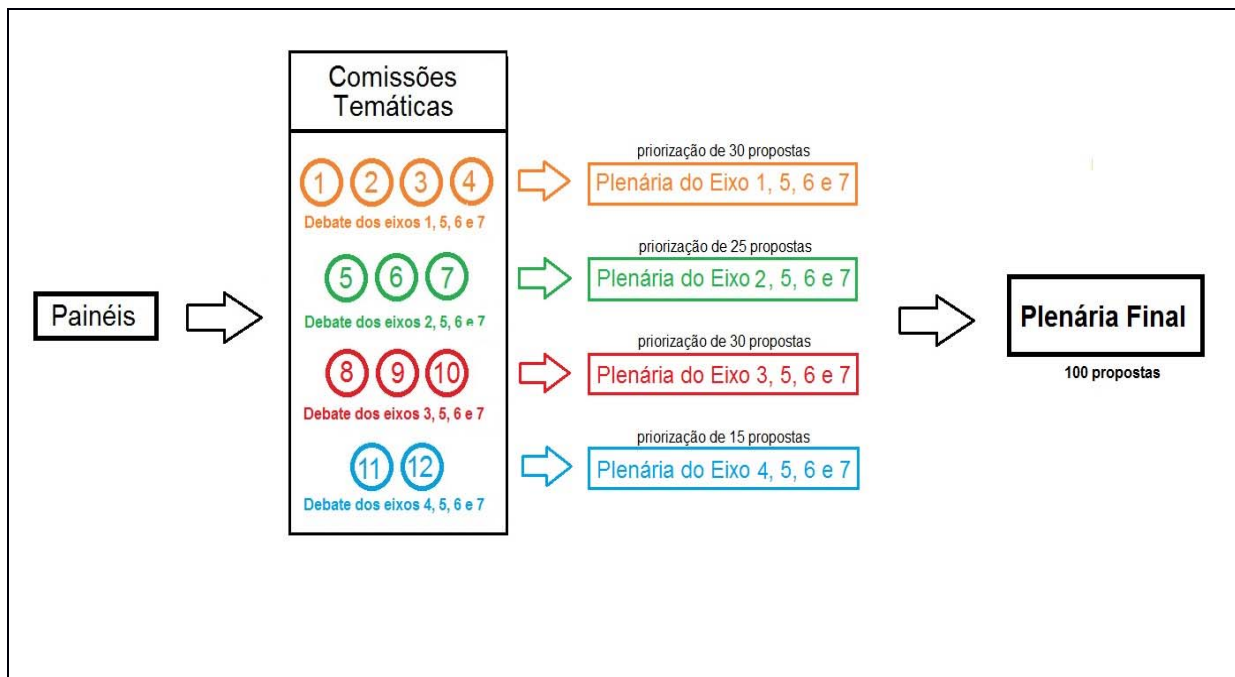 Comissões
Temáticas
priorização de 30 propostas
1 2 3 4
Plenária do Eixo 1, 5, 6 e 7
Debate dos eixos 1, 5, 6 e 7
priorização de 25 propostas
5 6 7
Plenária do Eixo 2, 5, 6 e 7
Debate dos eixos 2, 5, 6 e 7
Painéis
Plenária Final
100 propostas
priorização de 30 propostas
8 9 10
Plenária do Eixo 3, 5, 6 e 7
Debate dos eixos 3, 5, 6 e 7
priorização de 15 propostas
11 12
Plenária do Eixo 4, 5, 6 e 7
Debate dos eixos 4, 5, 6 e 7